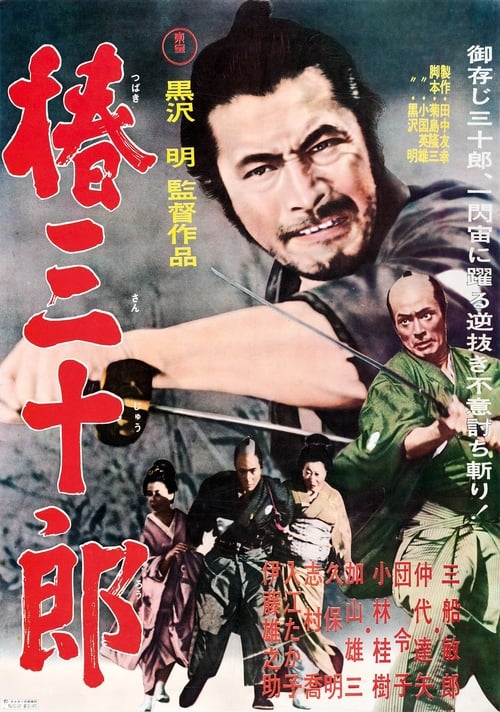 御存じ三十郎、一閃宙に躍る逆抜き不意討ち斬り！
製作・田中友幸
脚本・菊島隆三
〃・小国英雄
〃・黒沢明
東宝
黒沢明監督作品
椿三十郎
つばき
さん
じゅう
ろう
三船敏郎
仲代達矢
団令子
小林桂樹
加山雄三
久保明
志村喬
入江たか子
伊藤雄之助